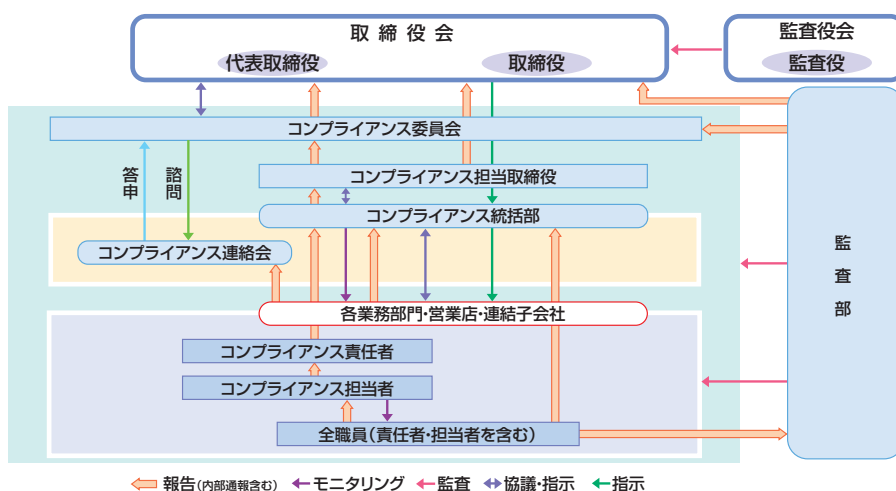 取締役会
代表取締役
取締役
監査役会
監査役
コンプライアンス委員会
答申
諮問
コンプライアンス担当取締役
コンプライアンス統括部
コンプライアンス連絡会
監査部
各業務部門・営業店・連結子会社
コンプライアンス責任者
コンプライアンス担当者
全職員(責任者・担当者を含む)
報告(内部通報含む) モニタリング 監査 協議・指示 指示